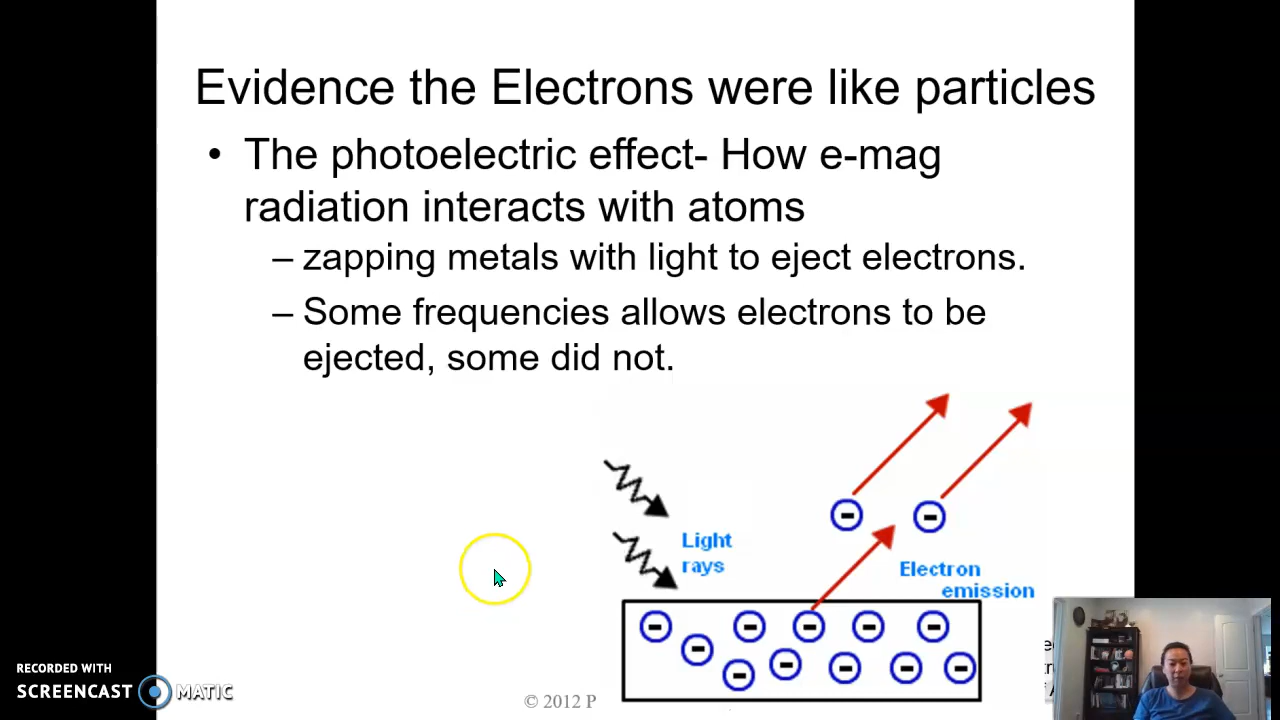 Evidence the Electrons were like particles
• The photoelectric effect- How e-mag
radiation interacts with atoms
– zapping metals with light to eject electrons.
– Some frequencies allows electrons to be
ejected, some did not.
Light
rays
Electron
emission
RECORDED WITH
SCREENCAST MATIC
© 2012 P